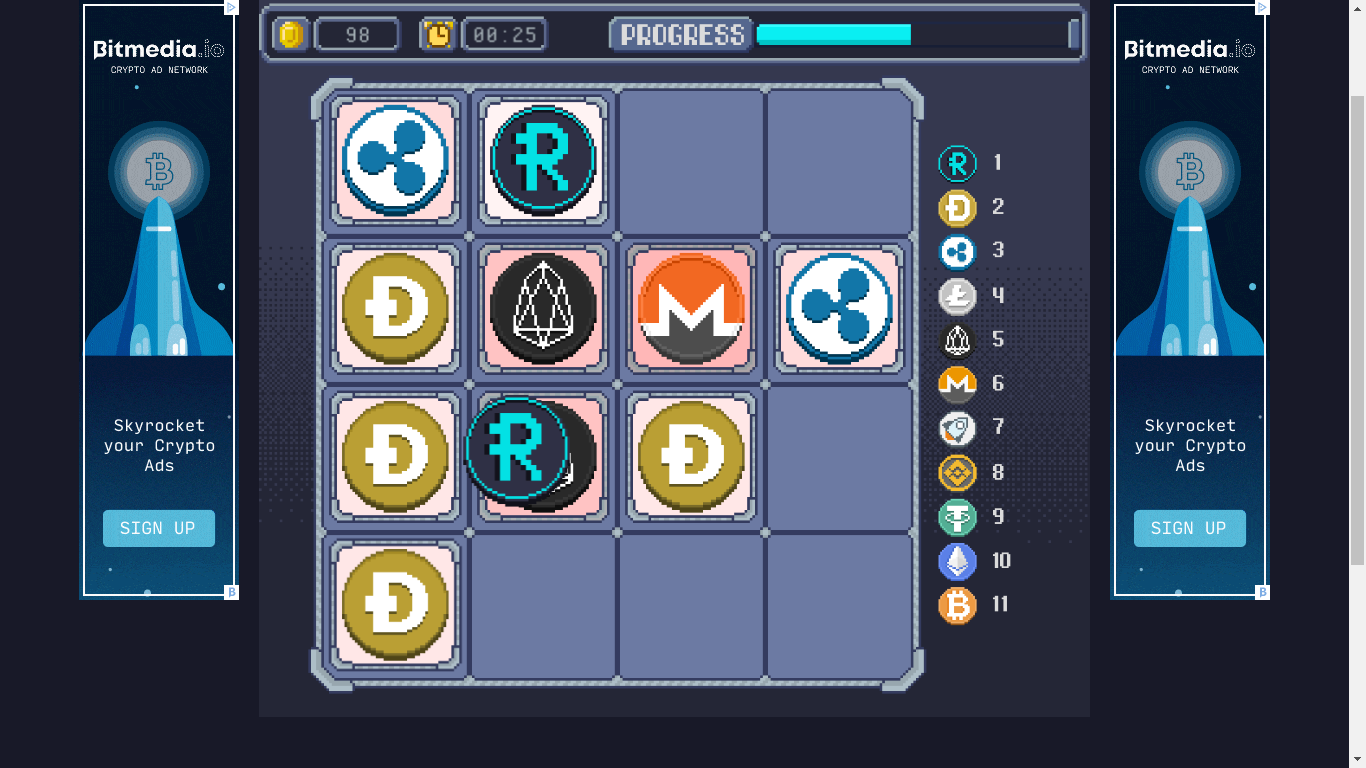 Bitmedia.io
CRYPTO AD NETWORK
Skyrocket
your Crypto
Ads
SIGN UP
98
00:25
PROGRESS
1
2
3
4
5
6
7
8
9
10
11
Bitmedia.io
CRYPTO AD NETWORK
Skyrocket
your Crypto
Ads
SIGN UP